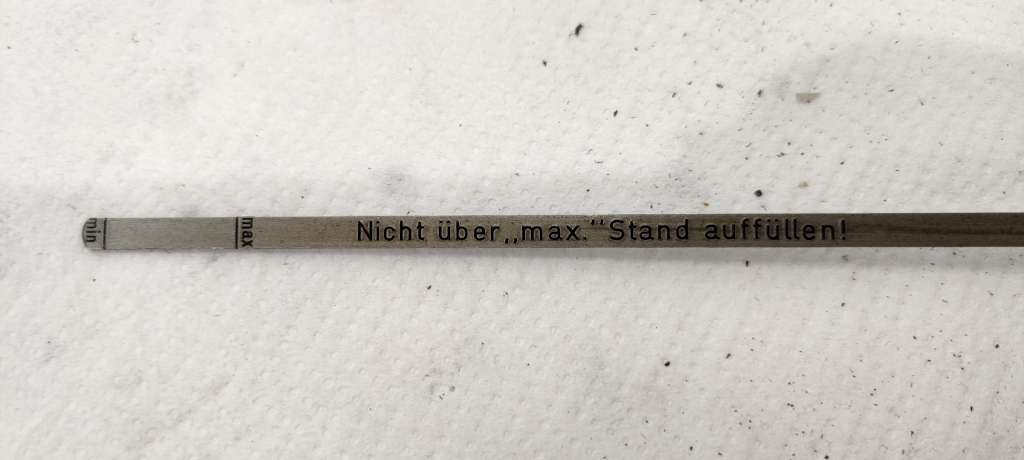 min
max
Nicht über „max.“ Stand auffüllen!